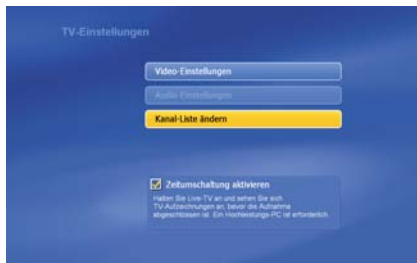 TV-Einstellungen
Video-Einstellungen
Audio-Einstellungen
Kanal-Liste ändern
Zeitumschaltung aktivieren
Halten Sie Live-TV an und sehen Sie sich
TV-Aufzeichnungen an, bevor die Aufnahme
abgeschlossen ist. Ein Hochleistungs-PC ist erforderlich.